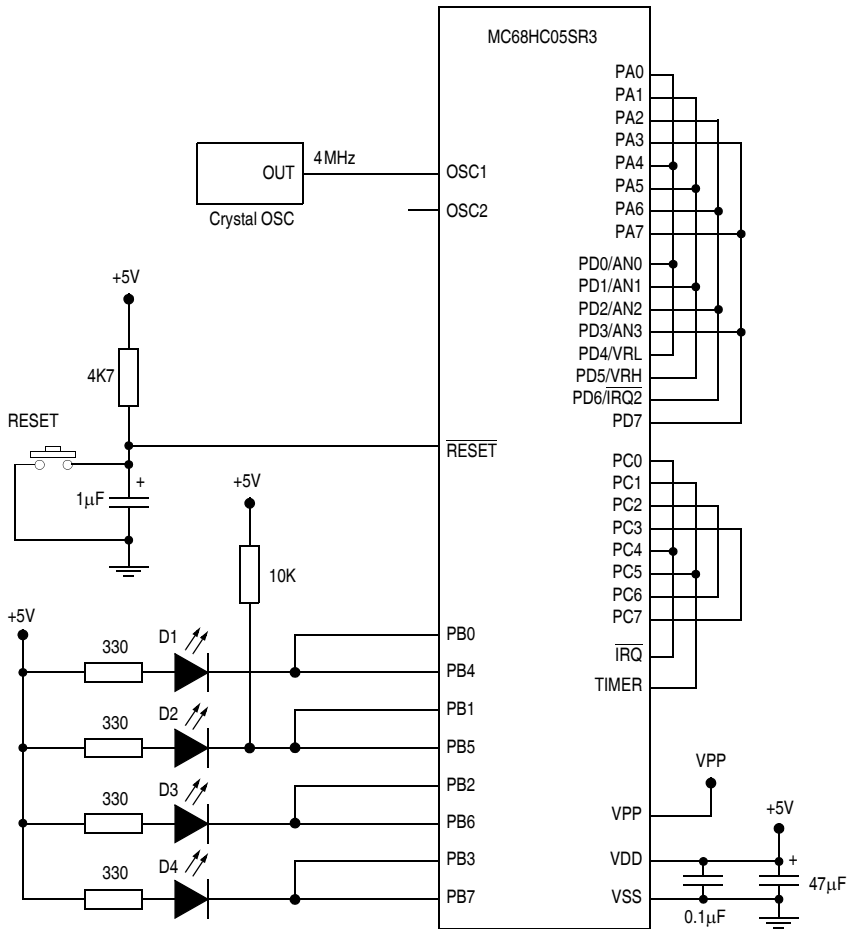 MC68HC05SR3
PA0
PA1
PA2
PA3
PA4
PA5
PA6
PA7
PD0/AN0
PD1/AN1
PD2/AN2
PD3/AN3
PD4/VRL
PD5/VRH
PD6/IRQ2
PD7
PC0
PC1
PC2
PC3
PC4
PC5
PC6
PC7
IRQ
TIMER
VPP
VDD
VSS
OUT
4MHz
Crystal OSC
OSC1
OSC2
+5V
4K7
RESET
RESET
+
1µF
+5V
10K
+5V
330
D1
PB0
PB4
330
D2
PB1
PB5
330
D3
PB2
PB6
330
D4
PB3
PB7
VPP
+5V
+
47µF
0.1µF